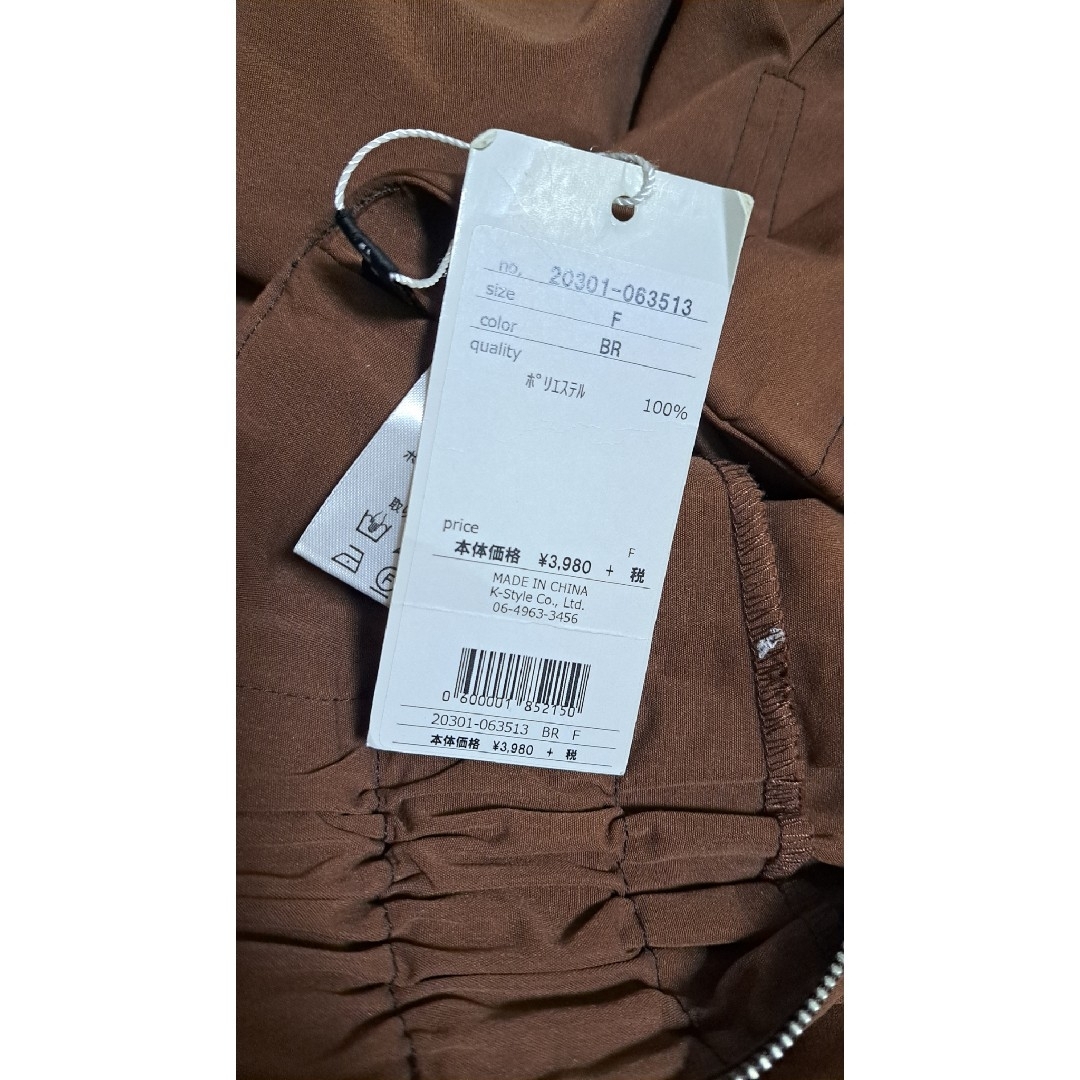 no. 20301-063513
size F
color BR
quality
ﾎﾟﾘｴｽﾃﾙ 100%
price
F
本体価格 ¥3,980 + 税
MADE IN CHINA
K-Style Co., Ltd.
06-4963-3456
0 600001 852150
20301-063513 BR F
本体価格 ¥3,980 + 税
取